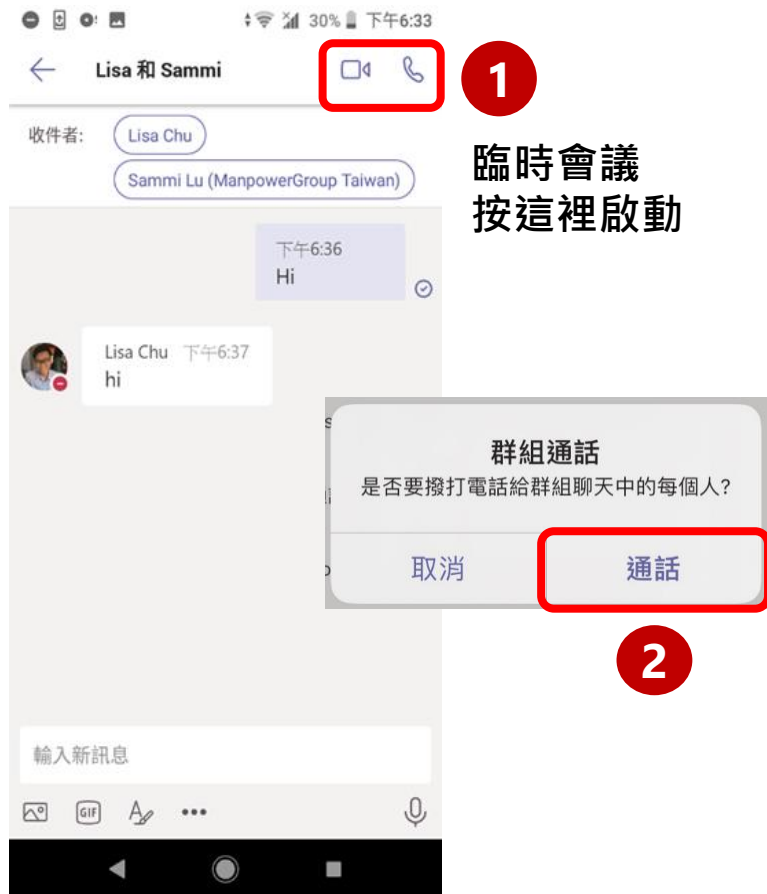 30% 下午6:33
Lisa 和 Sammi
1
收件者:
Lisa Chu
Sammi Lu (ManpowerGroup Taiwan)
臨時會議
按這裡啟動
下午6:36
Hi
Lisa Chu 下午6:37
hi
群組通話
是否要撥打電話給群組聊天中的每個人?
取消
通話
2
輸入新訊息
GIF